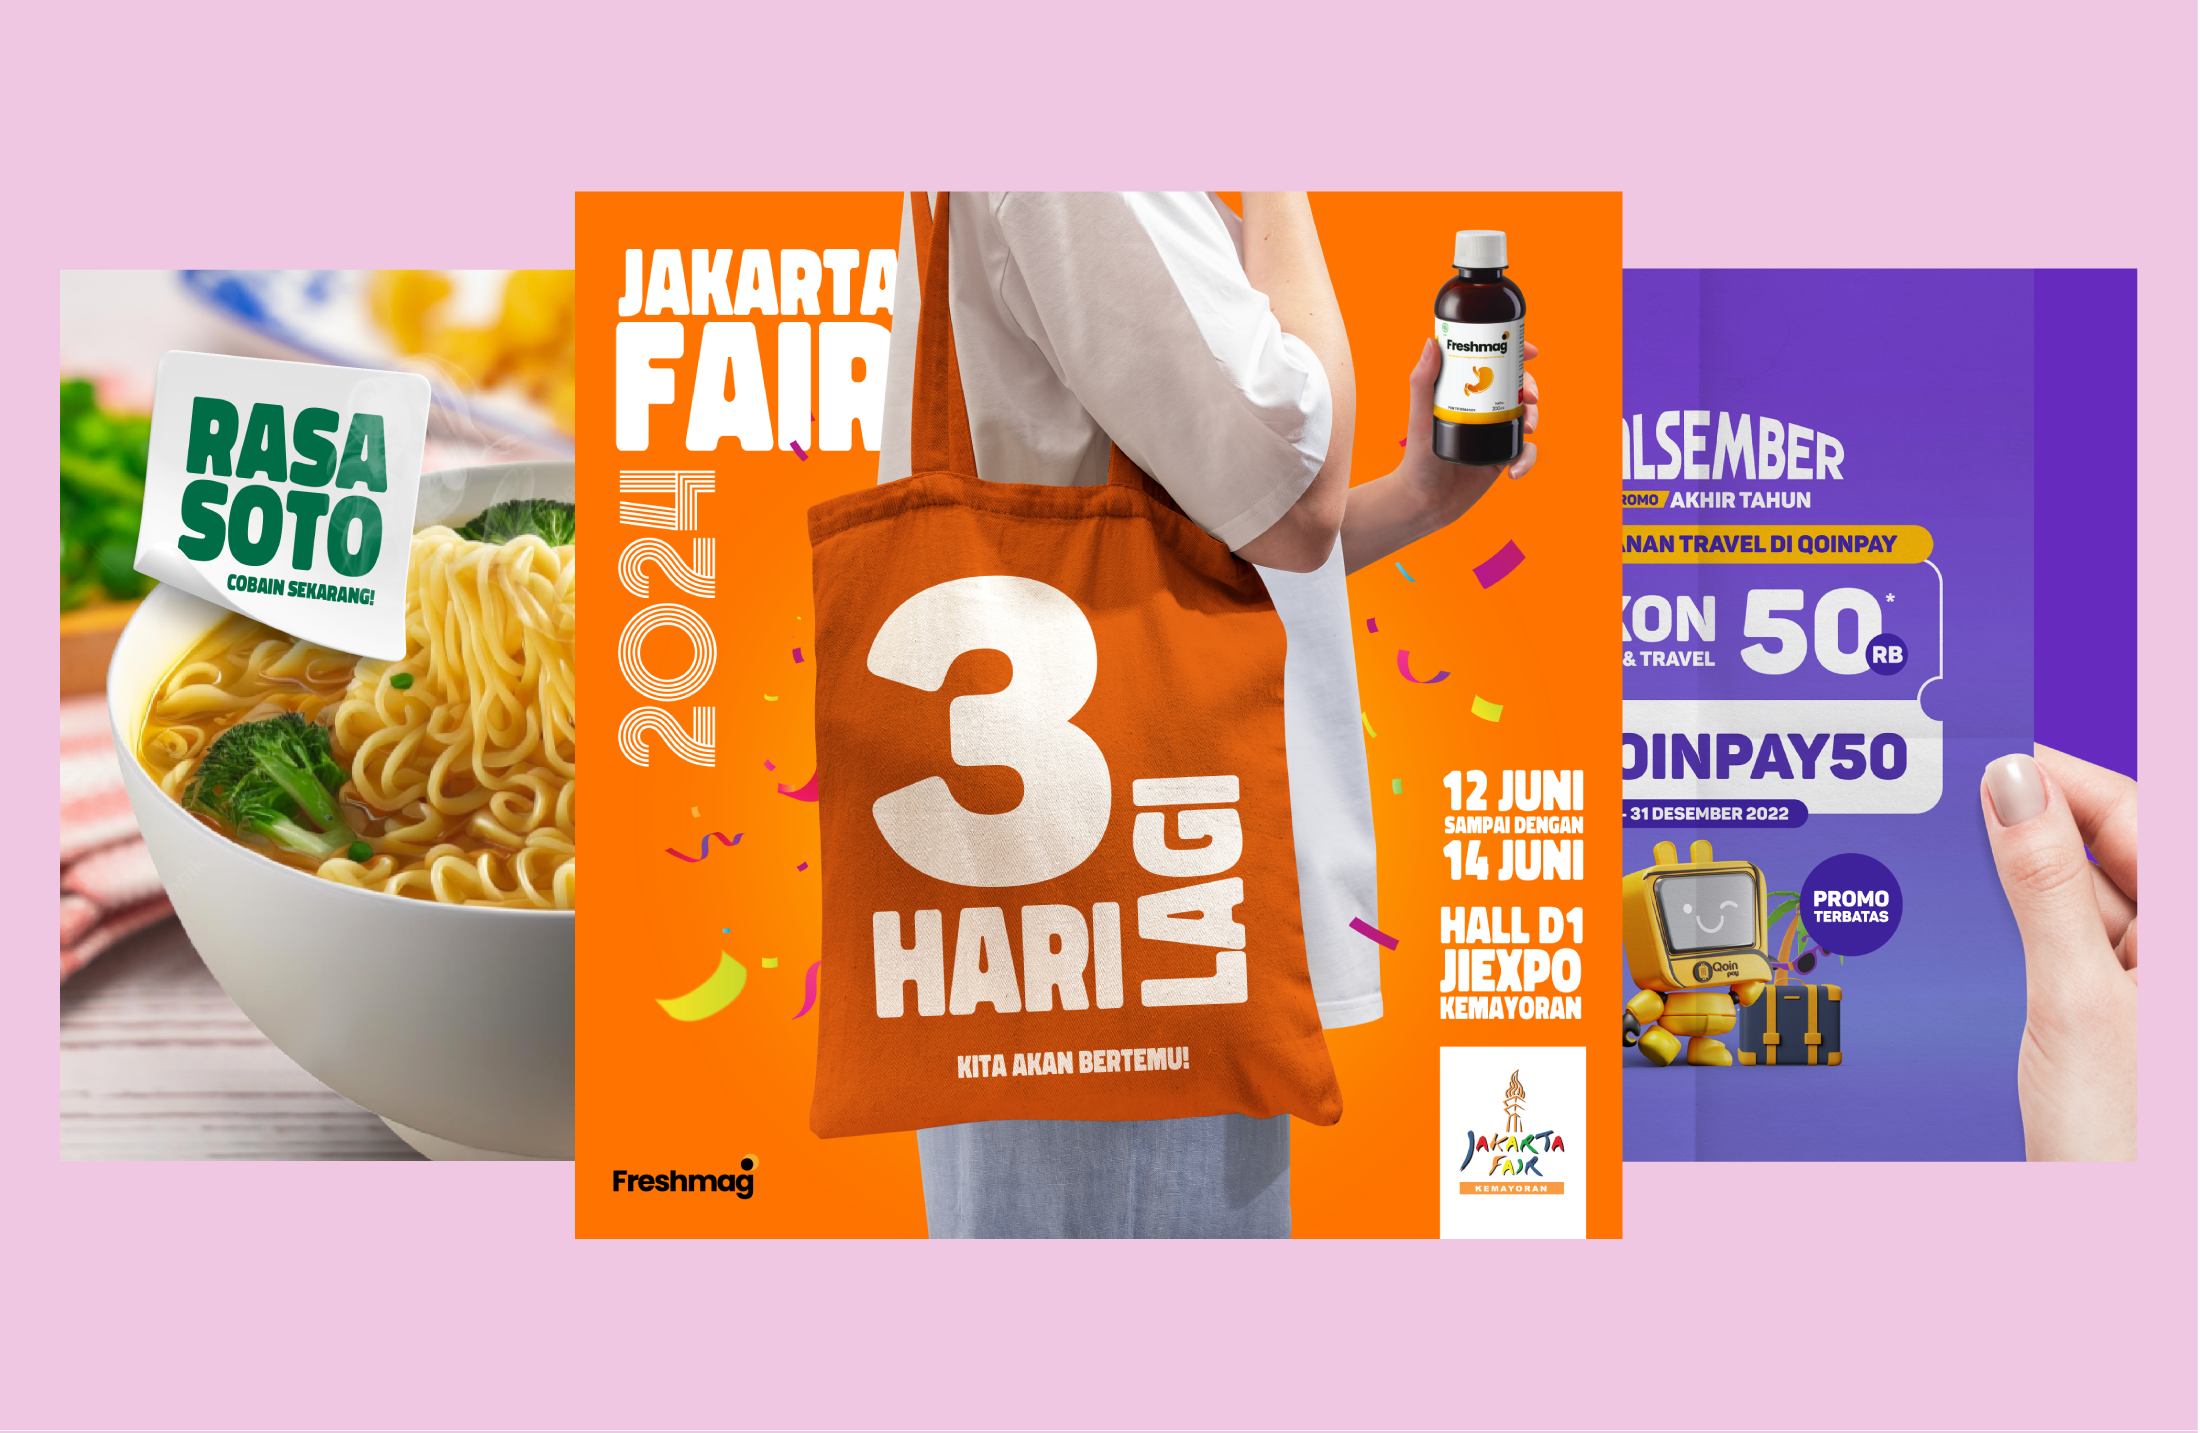 RASA
SOTO
COBAIN SEKARANG!
JAKARTA
FAIR
2024
Freshmag
3
HARI
LAGI
KITA AKAN BERTEMU!
12 JUNI
SAMPAI DENGAN
14 JUNI
HALL D1
JIEXPO
KEMAYORAN
Freshmag
JAKARTA
FAIR
KEMAYORAN
LSEMBER
ROMO AKHIR TAHUN
NAN TRAVEL DI QOINPAY
KON 50*
& TRAVEL RB
OINPAY50
- 31 DESEMBER 2022
PROMO
TERBATAS
Qoin
pay